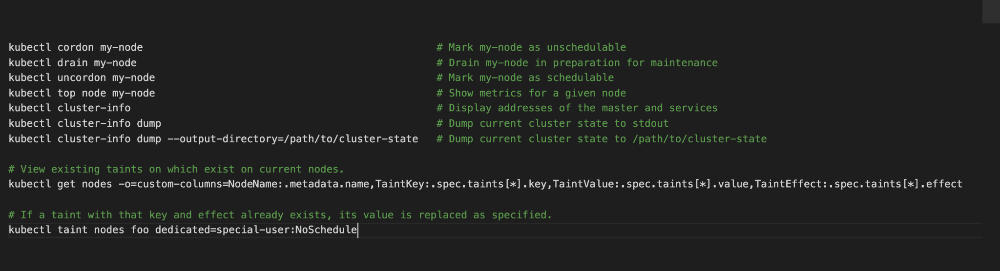 kubectl cordon my-node                                                # Mark my-node as unschedulable
kubectl drain my-node                                                 # Drain my-node in preparation for maintenance
kubectl uncordon my-node                                              # Mark my-node as schedulable
kubectl top node my-node                                              # Show metrics for a given node
kubectl cluster-info                                                  # Display addresses of the master and services
kubectl cluster-info dump                                             # Dump current cluster state to stdout
kubectl cluster-info dump --output-directory=/path/to/cluster-state   # Dump current cluster state to /path/to/cluster-state

# View existing taints on which exist on current nodes.
kubectl get nodes -o=custom-columns=NodeName:.metadata.name,TaintKey:.spec.taints[*].key,TaintValue:.spec.taints[*].value,TaintEffect:.spec.taints[*].effect

# If a taint with that key and effect already exists, its value is replaced as specified.
kubectl taint nodes foo dedicated=special-user:NoSchedule